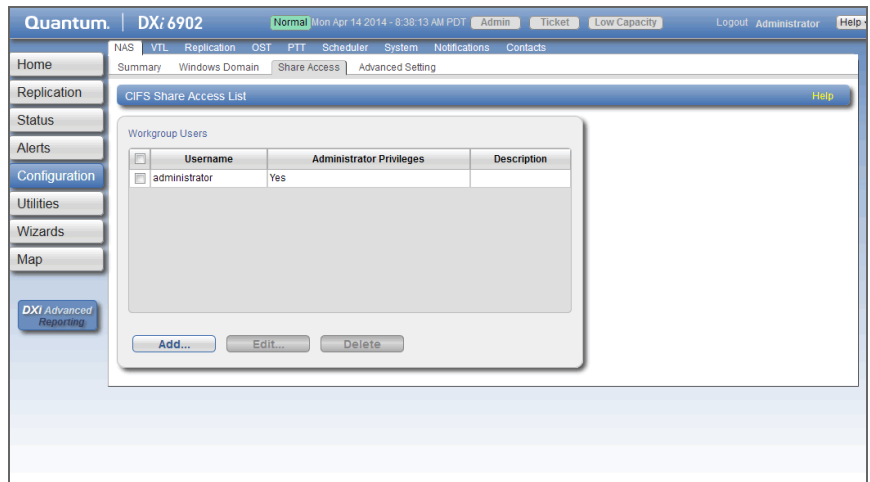 Quantum. DXi 6902 Normal Mon Apr 14 2014 - 8:38:13 AM PDT Admin Ticket Low Capacity Logout Administrator Help
NAS VTL Replication OST PTT Scheduler System Notifications Contacts
Summary Windows Domain Share Access Advanced Setting
Home
Replication
Status
Alerts
Configuration
Utilities
Wizards
Map
DXi Advanced
Reporting
CIFS Share Access List Help
Workgroup Users
Username Administrator Privileges Description
administrator Yes
Add... Edit... Delete